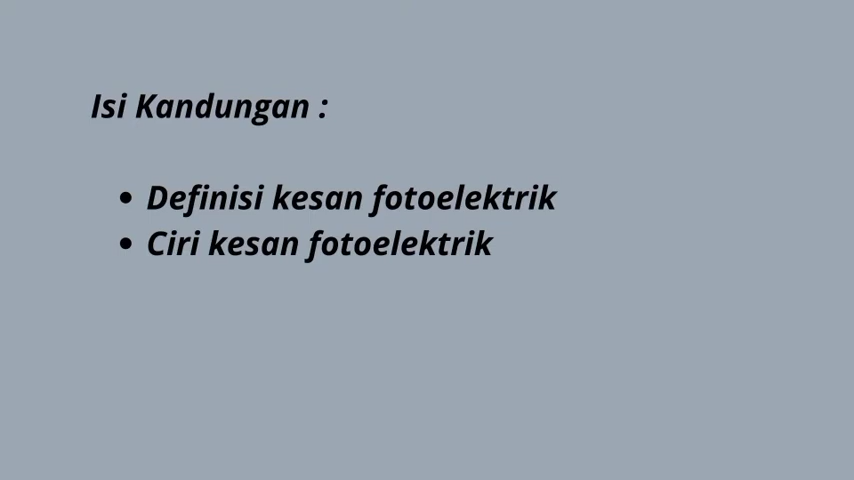 Isi Kandungan :
• Definisi kesan fotoelektrik
• Ciri kesan fotoelektrik